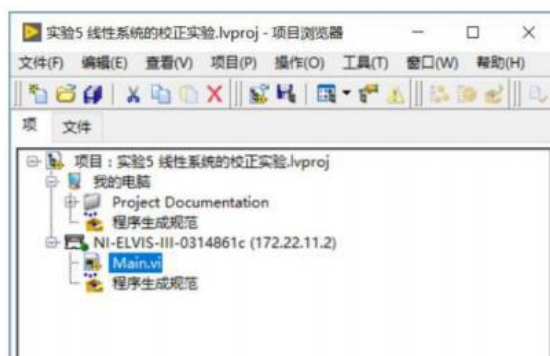 实验5 线性系统的校正实验.lvproj - 项目浏览器
文件(F) 编辑(E) 查看(V) 项目(P) 操作(O) 工具(T) 窗口(W) 帮助(H)
项 文件
项目：实验5 线性系统的校正实验.lvproj
我的电脑
Project Documentation
程序生成规范
NI-ELVIS-III-0314861c (172.22.11.2)
Main.vi
程序生成规范